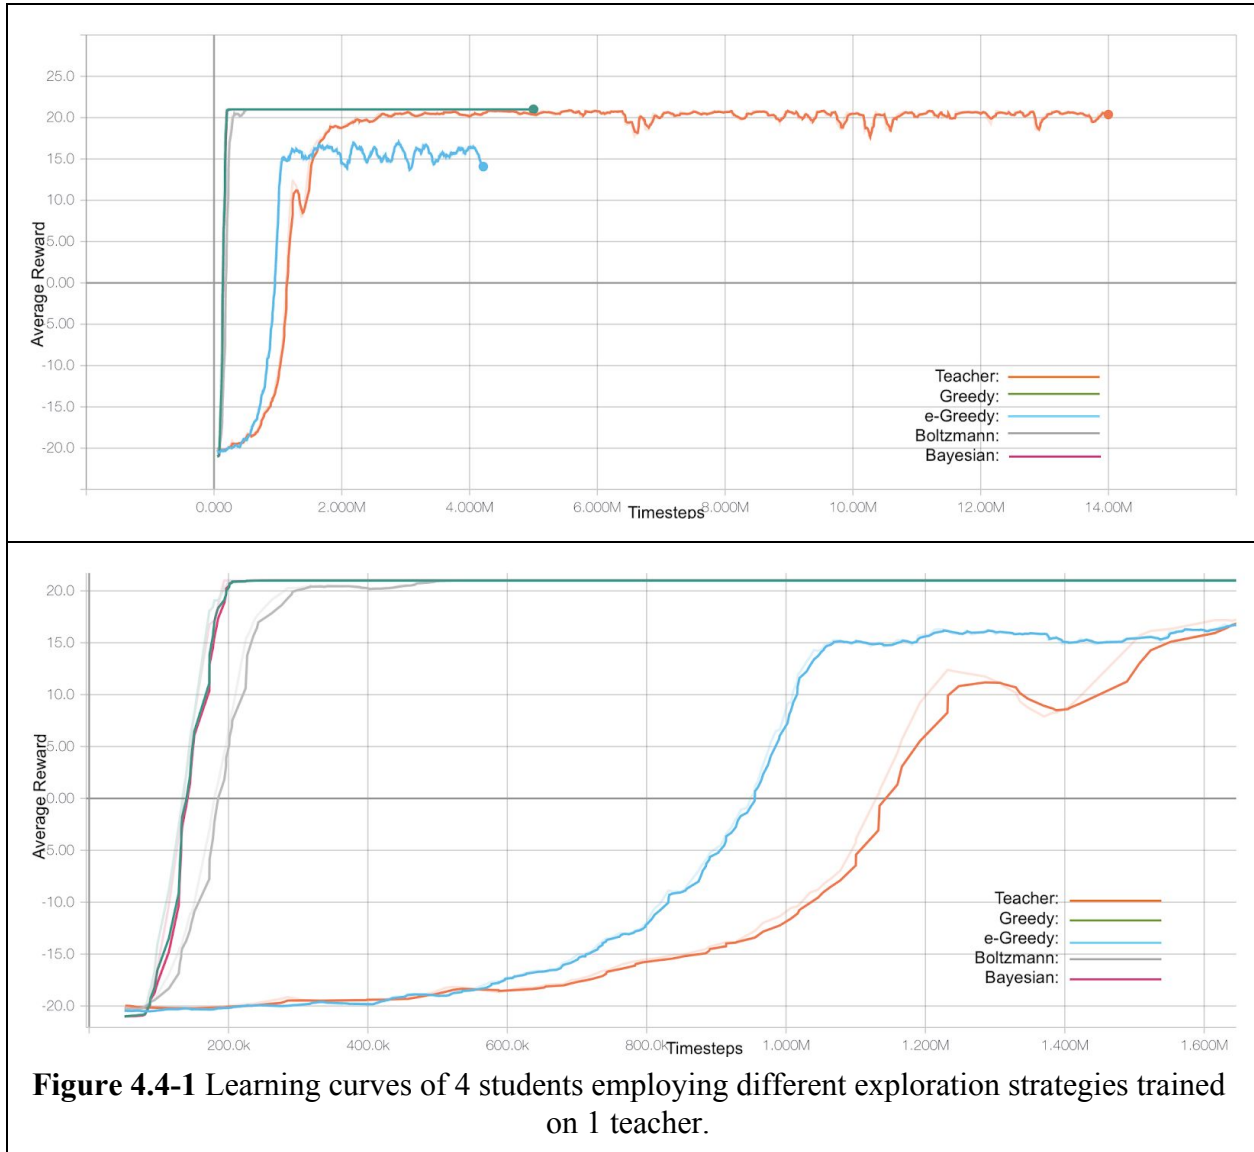 25.0
20.0
15.0
10.0
5.00
0.00
-5.00
-10.0
-15.0
-20.0
Average Reward
Teacher:
Greedy:
e-Greedy:
Boltzmann:
Bayesian:
0.000 2.000M 4.000M 6.000M 8.000M 10.00M 12.00M 14.00M
Timesteps
20.0
15.0
10.0
5.00
0.00
-5.00
-10.0
-15.0
-20.0
Average Reward
Teacher:
Greedy:
e-Greedy:
Boltzmann:
Bayesian:
200.0k 400.0k 600.0k 800.0k 1.000M 1.200M 1.400M 1.600M
Timesteps
Figure 4.4-1 Learning curves of 4 students employing different exploration strategies trained
on 1 teacher.